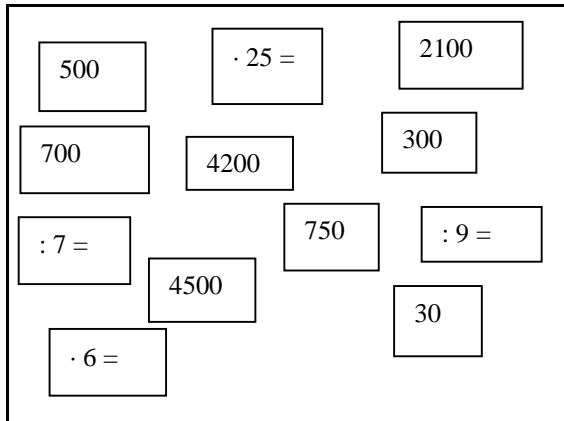 500
· 25 =
2100
700
4200
300
: 7 =
750
: 9 =
4500
30
· 6 =